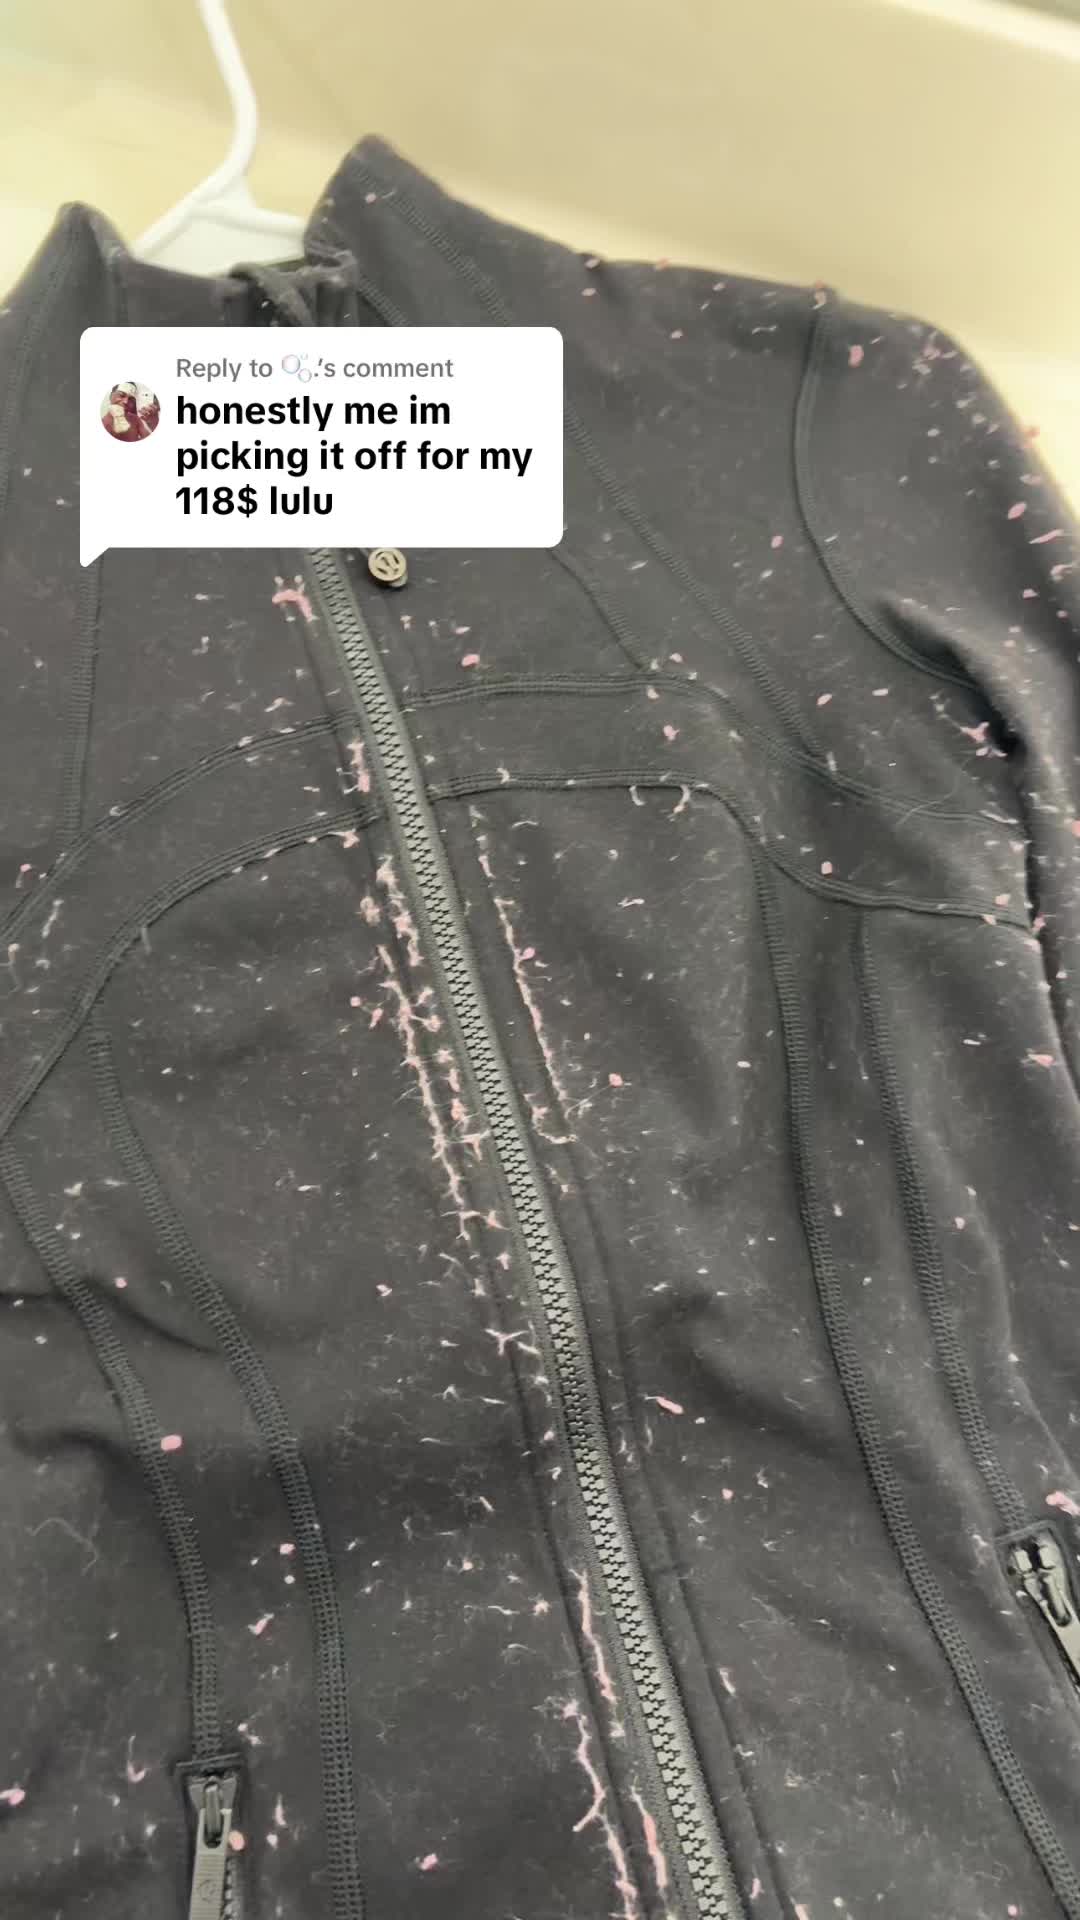 Reply to 🫧.'s comment
honestly me im
picking it off for my
118$ lulu